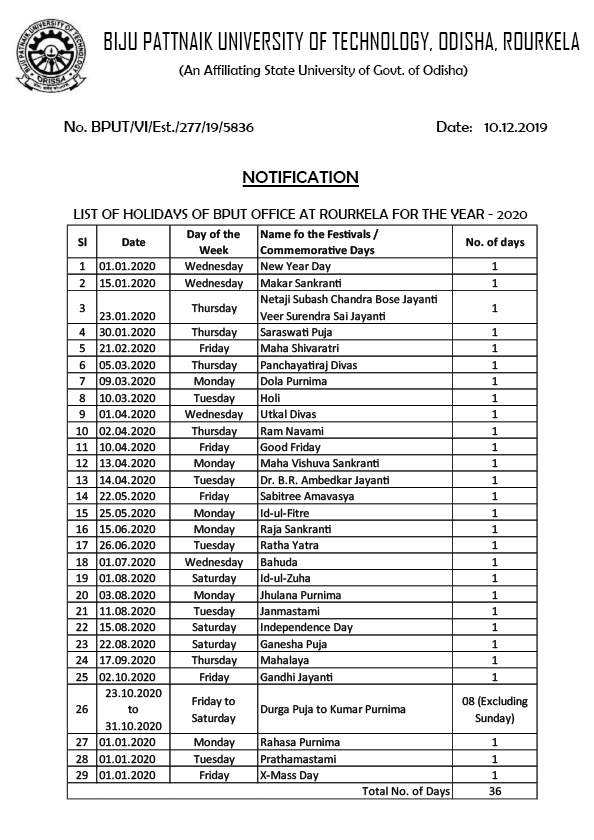 BIJU PATTNAIK UNIVERSITY OF TECHNOLOGY, ODISHA, ROURKELA
(An Affiliating State University of Govt. of Odisha)
No. BPUT/VI/Est./277/19/5836 Date: 10.12.2019
NOTIFICATION
LIST OF HOLIDAYS OF BPUT OFFICE AT ROURKELA FOR THE YEAR - 2020
Sl Date Day of the Week Name fo the Festivals / Commemorative Days No. of days
1 01.01.2020 Wednesday New Year Day 1
2 15.01.2020 Wednesday Makar Sankranti 1
3 23.01.2020 Thursday Netaji Subash Chandra Bose Jayanti Veer Surendra Sai Jayanti 1
4 30.01.2020 Thursday Saraswati Puja 1
5 21.02.2020 Friday Maha Shivaratri 1
6 05.03.2020 Thursday Panchayatiraj Divas 1
7 09.03.2020 Monday Dola Purnima 1
8 10.03.2020 Tuesday Holi 1
9 01.04.2020 Wednesday Utkal Divas 1
10 02.04.2020 Thursday Ram Navami 1
11 10.04.2020 Friday Good Friday 1
12 13.04.2020 Monday Maha Vishuva Sankranti 1
13 14.04.2020 Tuesday Dr. B.R. Ambedkar Jayanti 1
14 22.05.2020 Friday Sabitree Amavasya 1
15 25.05.2020 Monday Id-ul-Fitre 1
16 15.06.2020 Monday Raja Sankranti 1
17 26.06.2020 Tuesday Ratha Yatra 1
18 01.07.2020 Wednesday Bahuda 1
19 01.08.2020 Saturday Id-ul-Zuha 1
20 03.08.2020 Monday Jhulana Purnima 1
21 11.08.2020 Tuesday Janmastami 1
22 15.08.2020 Saturday Independence Day 1
23 22.08.2020 Saturday Ganesha Puja 1
24 17.09.2020 Thursday Mahalaya 1
25 02.10.2020 Friday Gandhi Jayanti 1
26 23.10.2020 to 31.10.2020 Friday to Saturday Durga Puja to Kumar Purnima 08 (Excluding Sunday)
27 01.01.2020 Monday Rahasa Purnima 1
28 01.01.2020 Tuesday Prathamastami 1
29 01.01.2020 Friday X-Mass Day 1
Total No. of Days 36